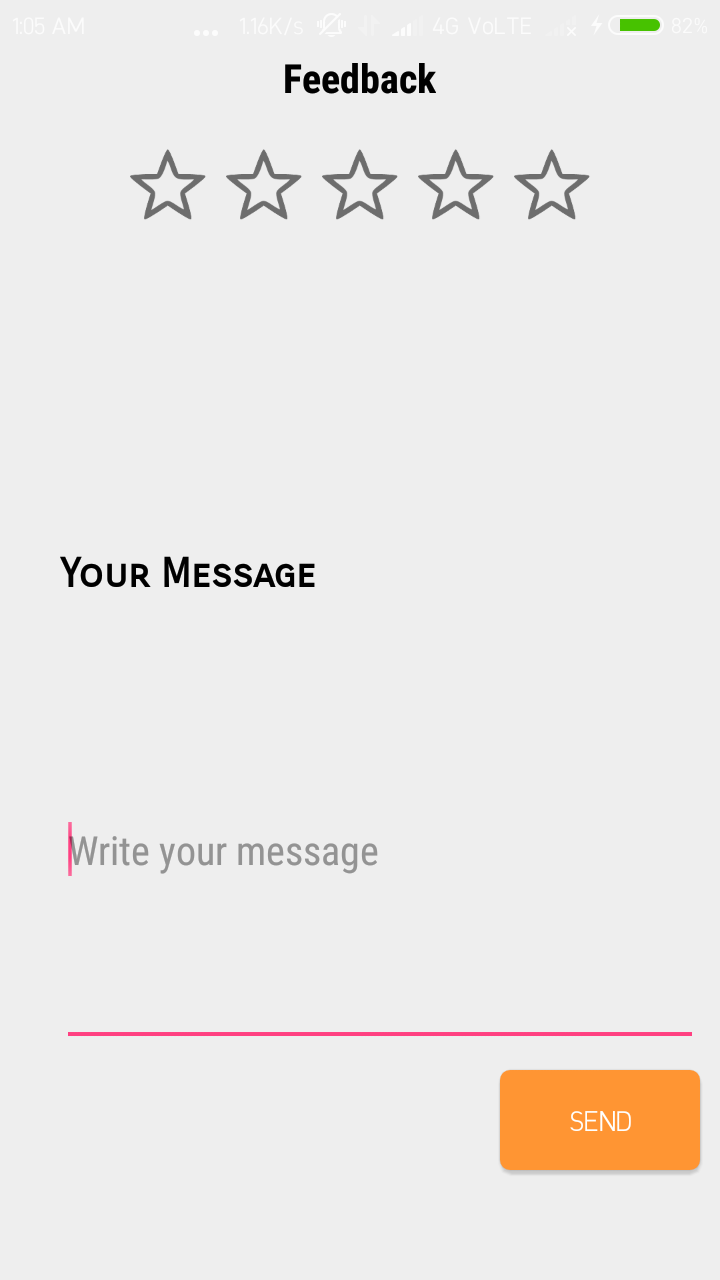 1:05 AM ... 1.16K/s 4G VoLTE 82%
Feedback
Your Message
Write your message
SEND